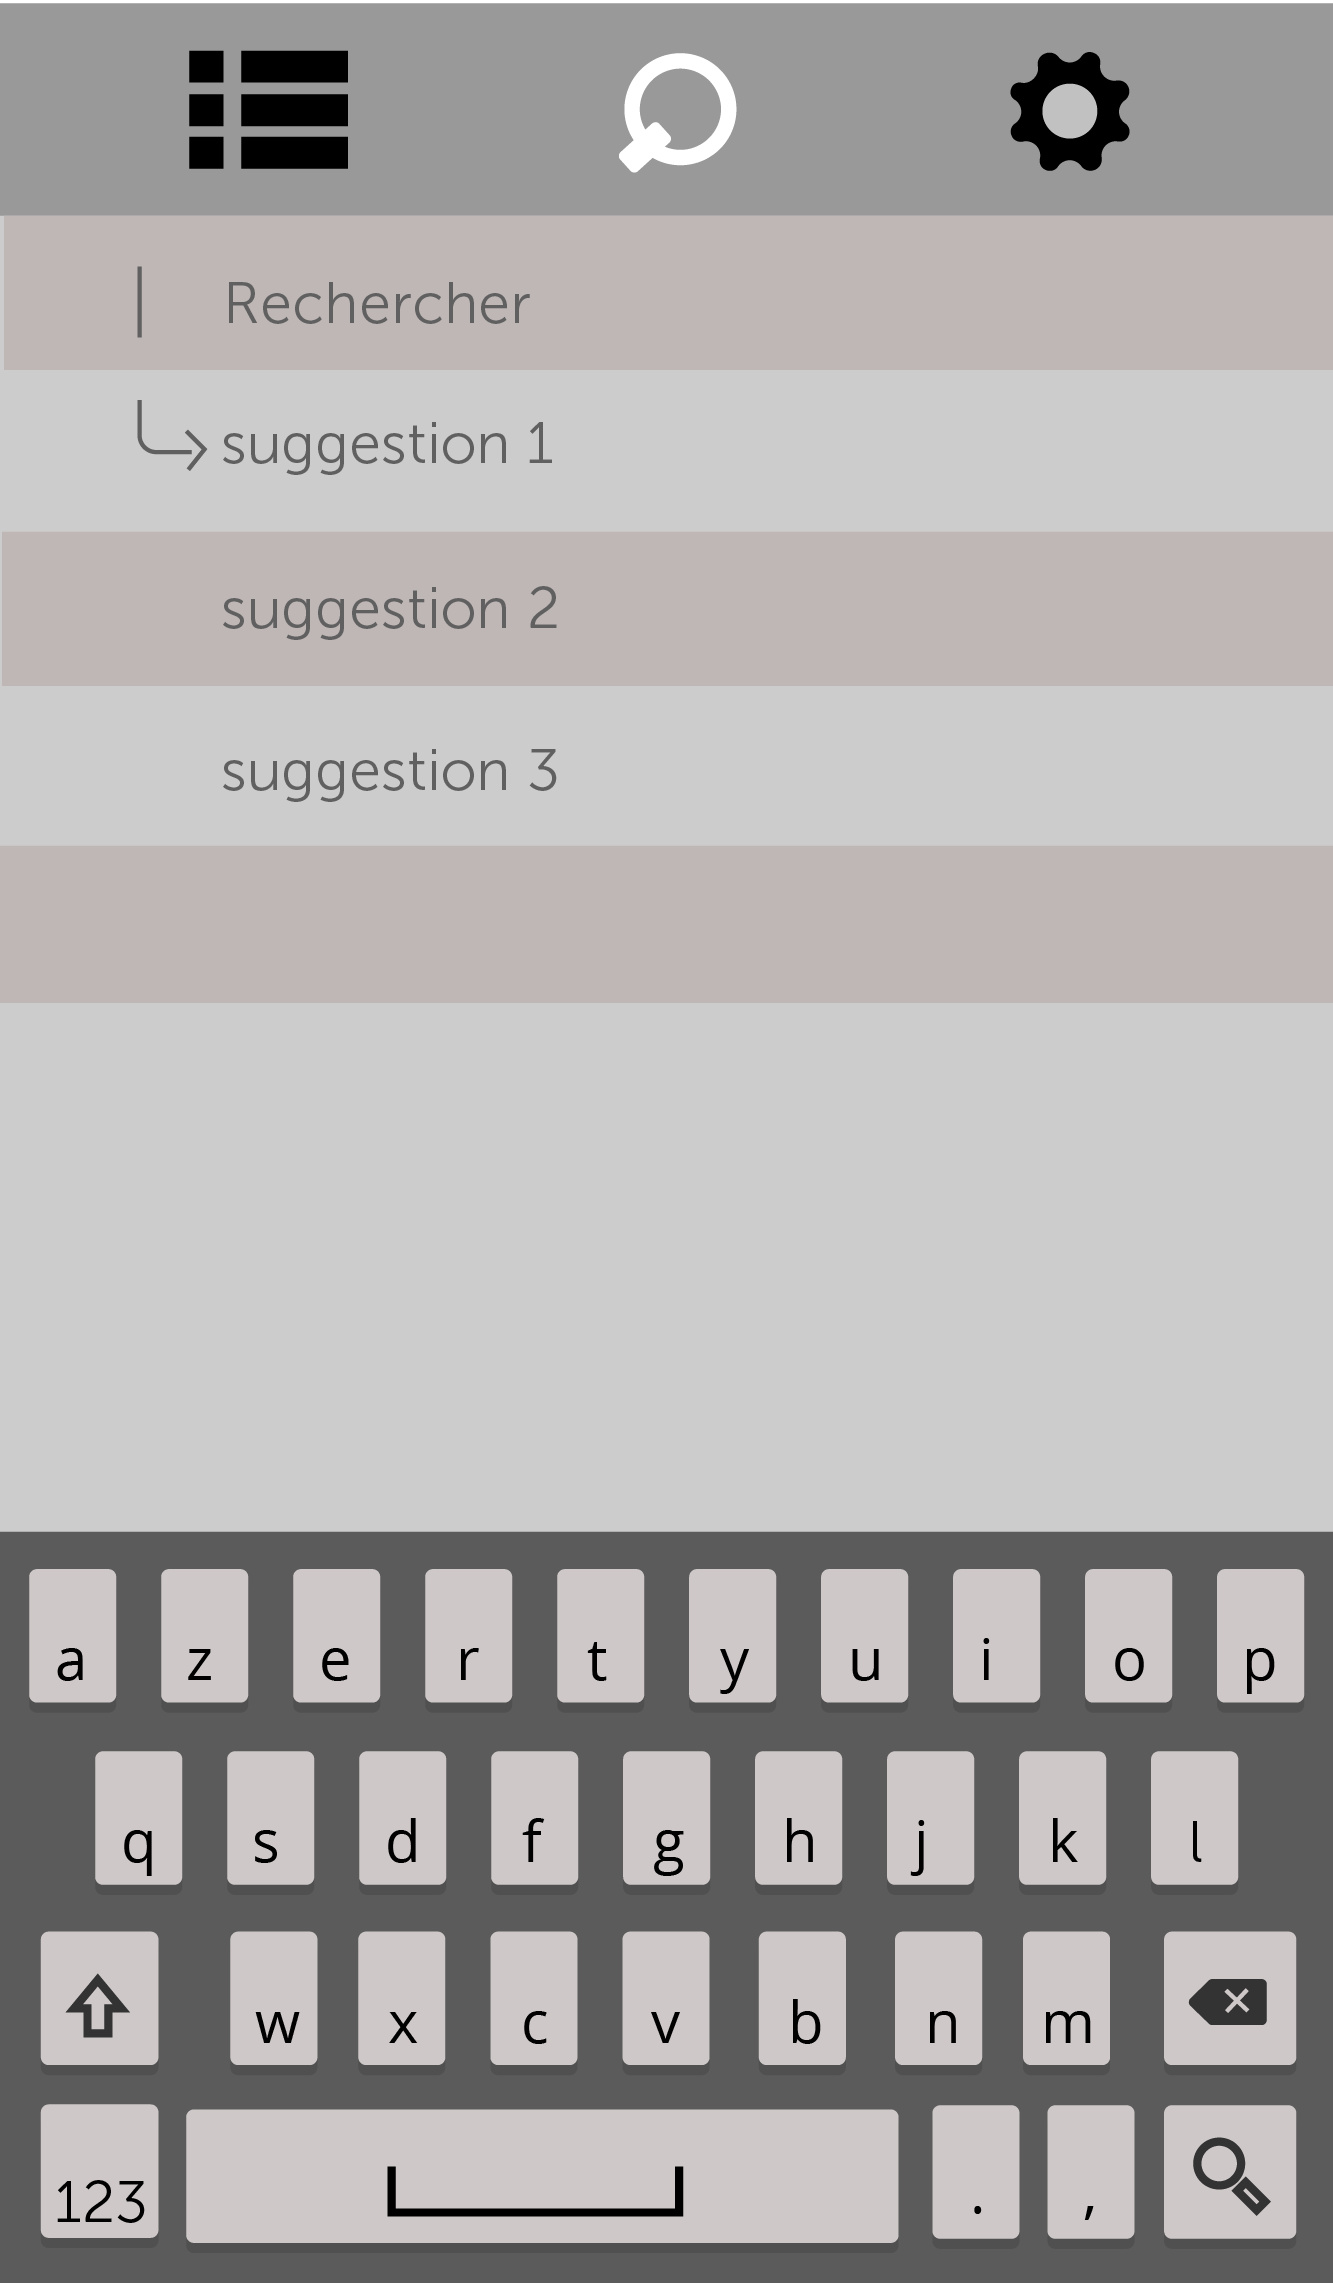 Rechercher
suggestion 1
suggestion 2
suggestion 3
a z e r t y u i o p
q s d f g h j k l
w x c v b n m
123 . ,